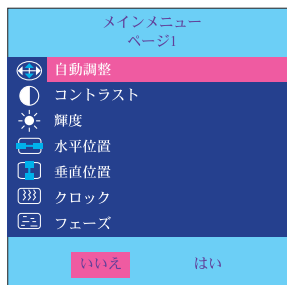 メインメニュー
ページ1
自動調整
コントラスト
輝度
水平位置
垂直位置
クロック
フェーズ
いいえ はい